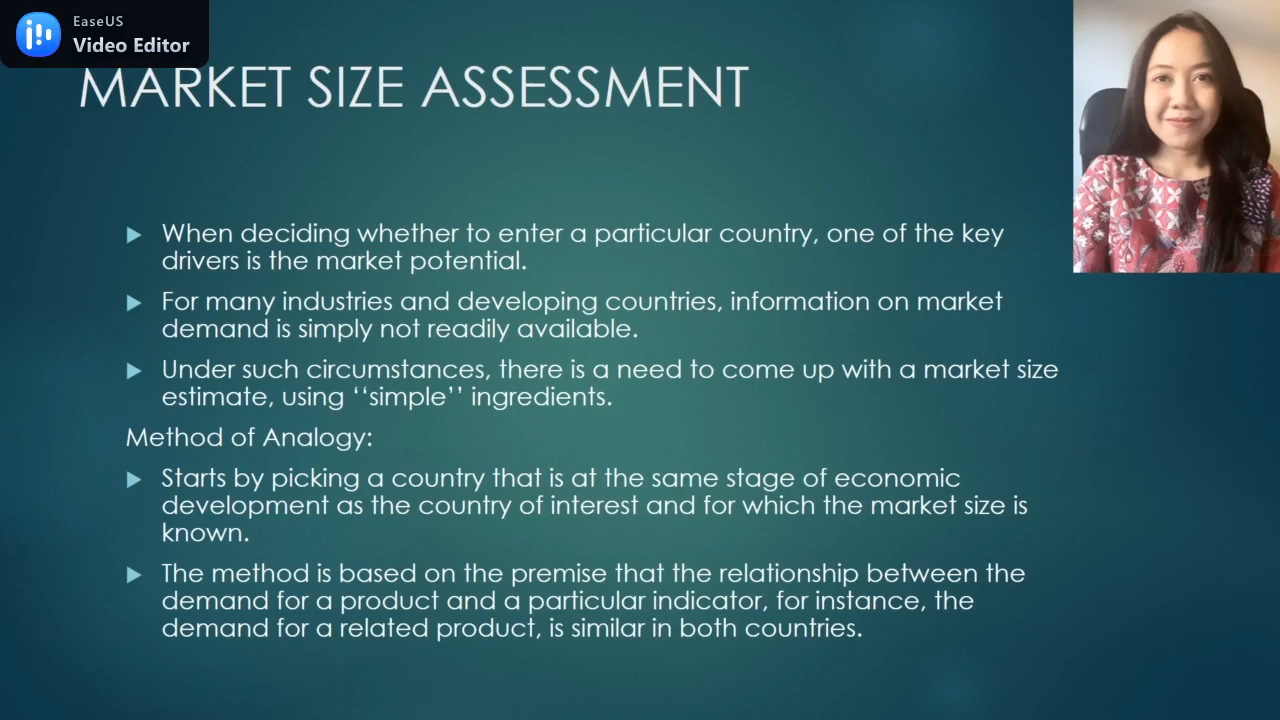 EaseUS
Video Editor
MARKET SIZE ASSESSMENT
When deciding whether to enter a particular country, one of the key
drivers is the market potential.
For many industries and developing countries, information on market
demand is simply not readily available.
Under such circumstances, there is a need to come up with a market size
estimate, using ‘‘simple’’ ingredients.
Method of Analogy:
Starts by picking a country that is at the same stage of economic
development as the country of interest and for which the market size is
known.
The method is based on the premise that the relationship between the
demand for a product and a particular indicator, for instance, the
demand for a related product, is similar in both countries.